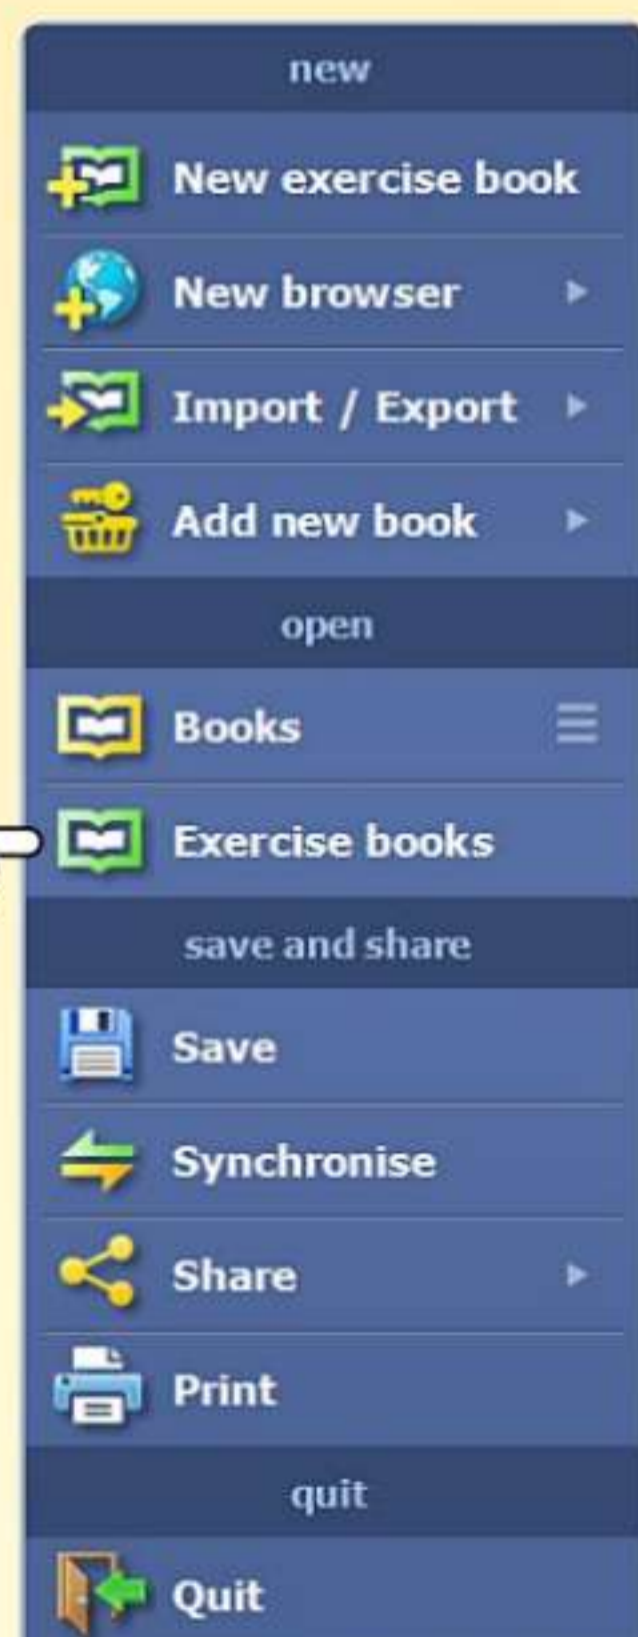 new
New exercise book
New browser
Import / Export
Add new book
open
Books
Exercise books
save and share
Save
Synchronise
Share
Print
quit
Quit